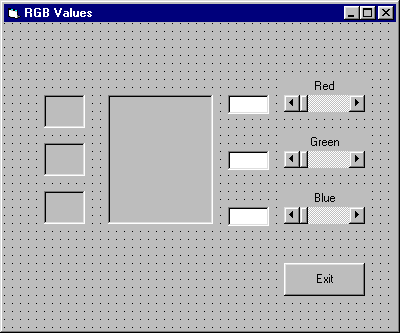 RGB Values
Red
Green
Blue
Exit